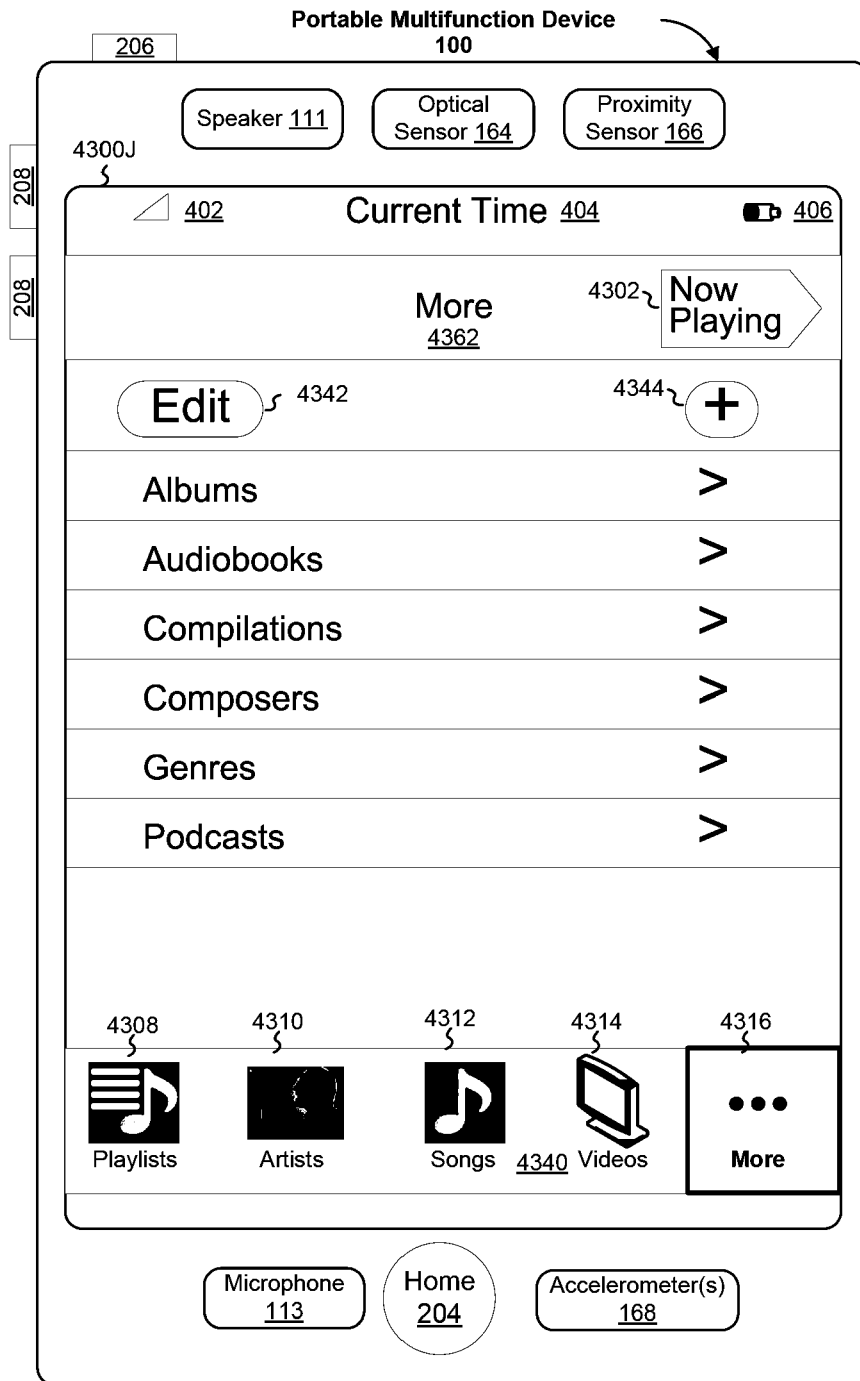 Portable Multifunction Device
100
206
Speaker 111
Optical
Sensor 164
Proximity
Sensor 166
208
208
4300J
402
Current Time 404
406
More
4362
4302
Now
Playing
Edit
4342
4344
+
Albums >
Audiobooks >
Compilations >
Composers >
Genres >
Podcasts >
4308
4310
4312
4314
4316
Playlists
Artists
Songs
4340
Videos
More
Microphone
113
Home
204
Accelerometer(s)
168